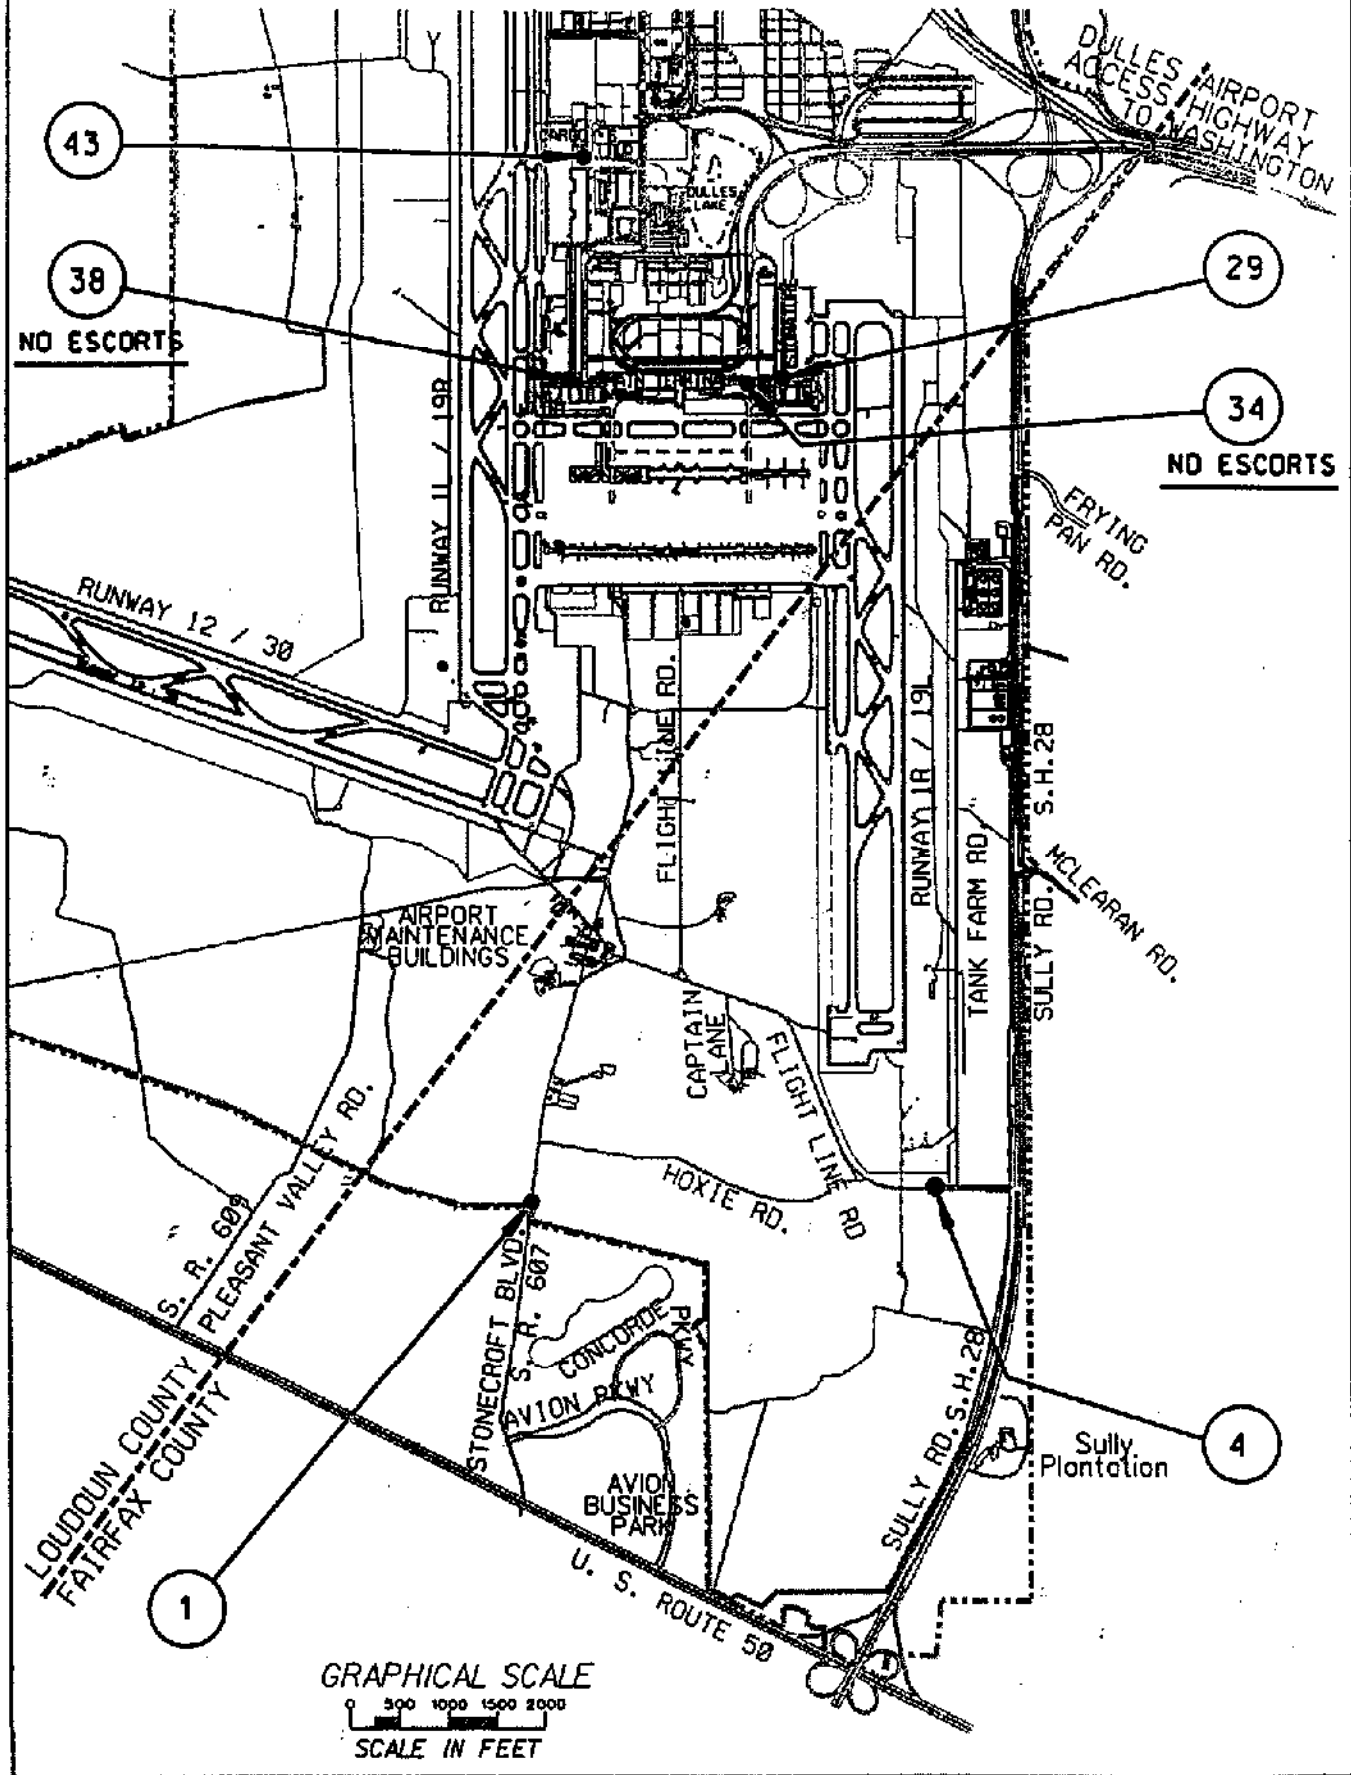 DULLES AIRPORT
ACCESS HIGHWAY
TO WASHINGTON
Y
43
DULLES
LAKE
38
NO ESCORTS
29
34
NO ESCORTS
RUNWAY 1L / 19R
FRYING
PAN RD.
RUNWAY 12 / 30
FLIGHT LINE RD.
RUNWAY 1R / 19L
S.H.28
SULLY RD.
TANK FARM RD.
MCLEARAN RD.
AIRPORT
MAINTENANCE
BUILDINGS
CAPTAIN
LANE
FLIGHT LINE RD
HOXIE RD.
S. R. 609
PLEASANT VALLEY RD.
STONECROFT BLVD.
S. R. 607
CONCORDE
PKWY
AVION PKWY
AVION
BUSINESS
PARK
SULLY RD. S.H.28
Sully
Plantation
4
LOUDOUN COUNTY
FAIRFAX COUNTY
1
U. S. ROUTE 50
GRAPHICAL SCALE
0 500 1000 1500 2000
SCALE IN FEET